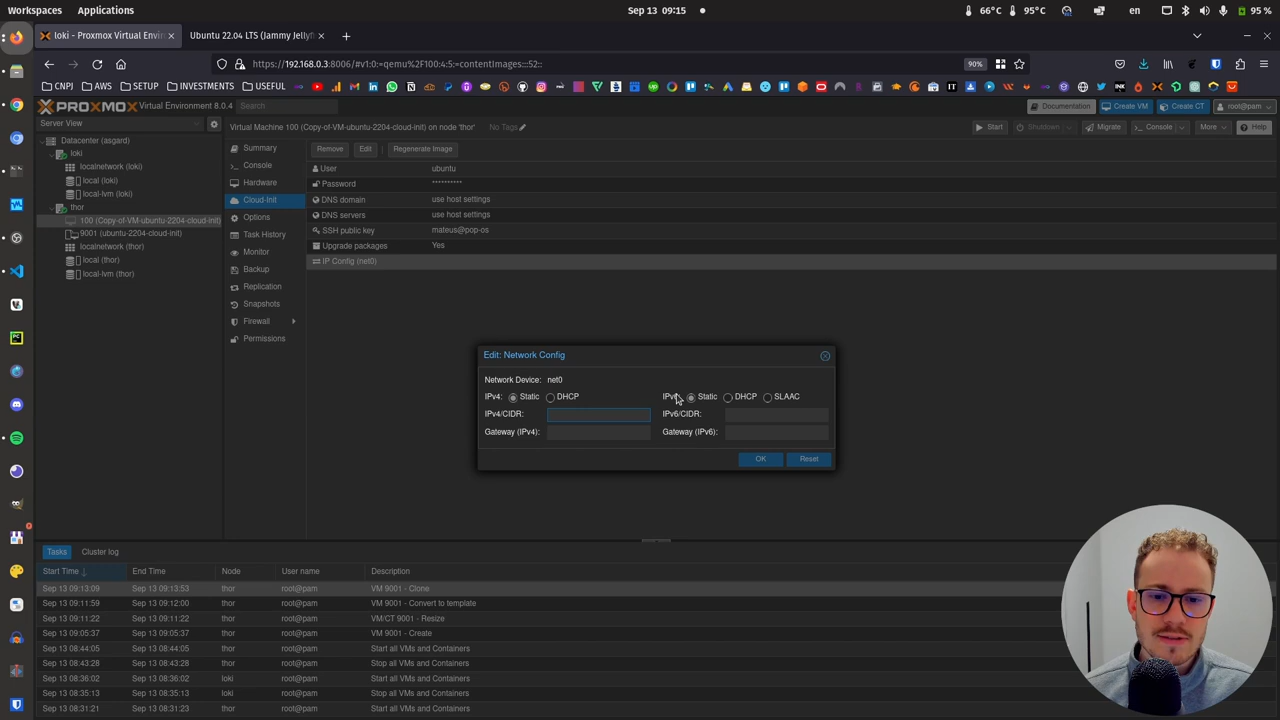 Workspaces Applications Sep 13 09:15 66°C 95°C en 95 %
loki - Proxmox Virtual Envir Ubuntu 22.04 LTS (Jammy Jellyf
https://192.168.0.3:8006/#v1:0:=qemu%2F100:4:5:=contentImages:::52:: 90%
CNPJ AWS SETUP INVESTMENTS
PROXMOX Virtual Environment 8.0.4 Search Documentation Create VM Create CT root@pam
Server View
Virtual Machine 100 (Copy-of-VM-ubuntu-2204-cloud-init) on node 'thor' No Tags Start Shutdown Migrate Console More Help
Datacenter (asgard)
loki
localnetwork (loki)
local (loki)
local-lvm (loki)
thor
100 (Copy-of-VM-ubuntu-2204-cloud-init)
9001 (ubuntu-2204-cloud-init)
localnetwork (thor)
local (thor)
local-lvm (thor)
Summary
Console
Hardware
Cloud-Init
Options
Task History
Monitor
Backup
Replication
Snapshots
Firewall
Permissions
Remove Edit Regenerate Image
User ubuntu
Password **********
DNS domain use host settings
DNS servers use host settings
SSH public key mateus@pop-os
Upgrade packages Yes
IP Config (net0)
Edit: Network Config
Network Device: net0
IPv4: Static DHCP Static DHCP SLAAC
IPv4/CIDR: IPv6/CIDR:
Gateway (IPv4): Gateway (IPv6):
OK Reset
Tasks Cluster log
Start Time End Time Node User name Description
Sep 13 09:13:09 Sep 13 09:13:53 thor root@pam VM 9001 - Clone
Sep 13 09:11:59 Sep 13 09:12:00 thor root@pam VM 9001 - Convert to template
Sep 13 09:11:22 Sep 13 09:11:22 thor root@pam VM/CT 9001 - Resize
Sep 13 09:05:37 Sep 13 09:05:37 thor root@pam VM 9001 - Create
Sep 13 08:44:05 Sep 13 08:44:05 thor root@pam Start all VMs and Containers
Sep 13 08:43:28 Sep 13 08:43:28 thor root@pam Stop all VMs and Containers
Sep 13 08:36:02 Sep 13 08:36:02 loki root@pam Start all VMs and Containers
Sep 13 08:35:13 Sep 13 08:35:13 loki root@pam Stop all VMs and Containers
Sep 13 08:31:21 Sep 13 08:31:23 thor root@pam Start all VMs and Containers